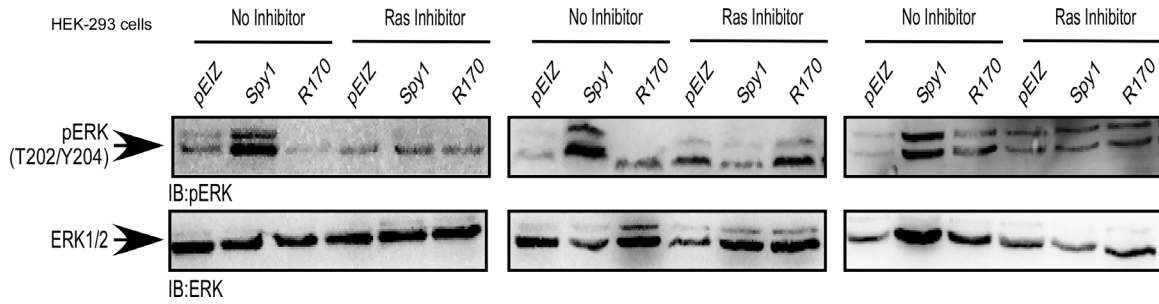 HEK-293 cells
No Inhibitor Ras Inhibitor No Inhibitor Ras Inhibitor No Inhibitor Ras Inhibitor
pEIZ Spy1 R170 pEIZ Spy1 R170 pEIZ Spy1 R170 pEIZ Spy1 R170 pEIZ Spy1 R170 pEIZ Spy1 R170
pERK
(T202/Y204)
IB:pERK
ERK1/2
IB:ERK